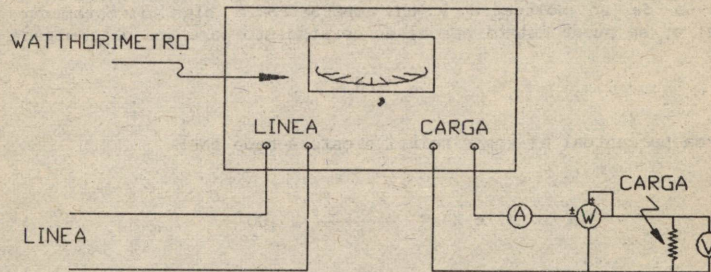 WATTHORIMETRO
LINEA CARGA
CARGA
A
± W ±
LINEA
V